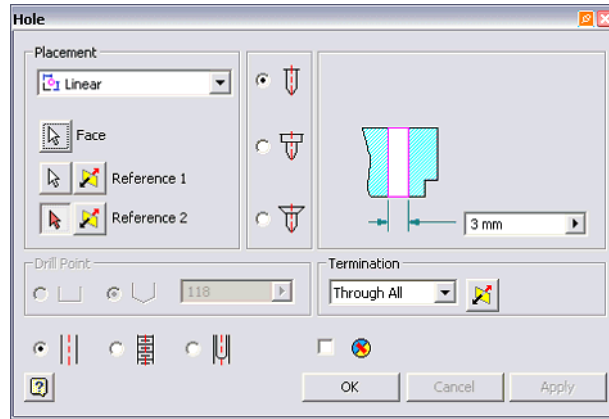 Hole
Placement
Linear
Face
Reference 1
Reference 2
3 mm
Drill Point
118
Termination
Through All
OK
Cancel
Apply